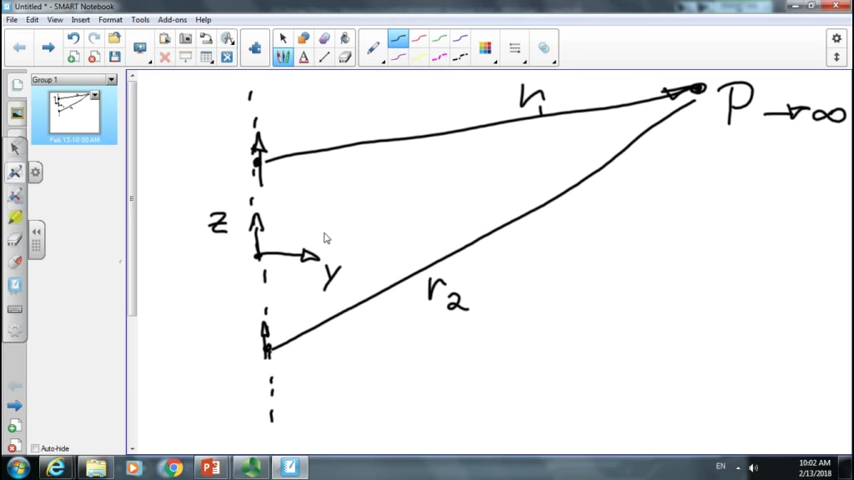 Untitled * - SMART Notebook
File Edit View Insert Format Tools Add-ons Help
Group 1
Feb 13-10:00 AM
r₁
P → ∞
z
y
r₂
Auto-hide
EN
10:02 AM
2/13/2018